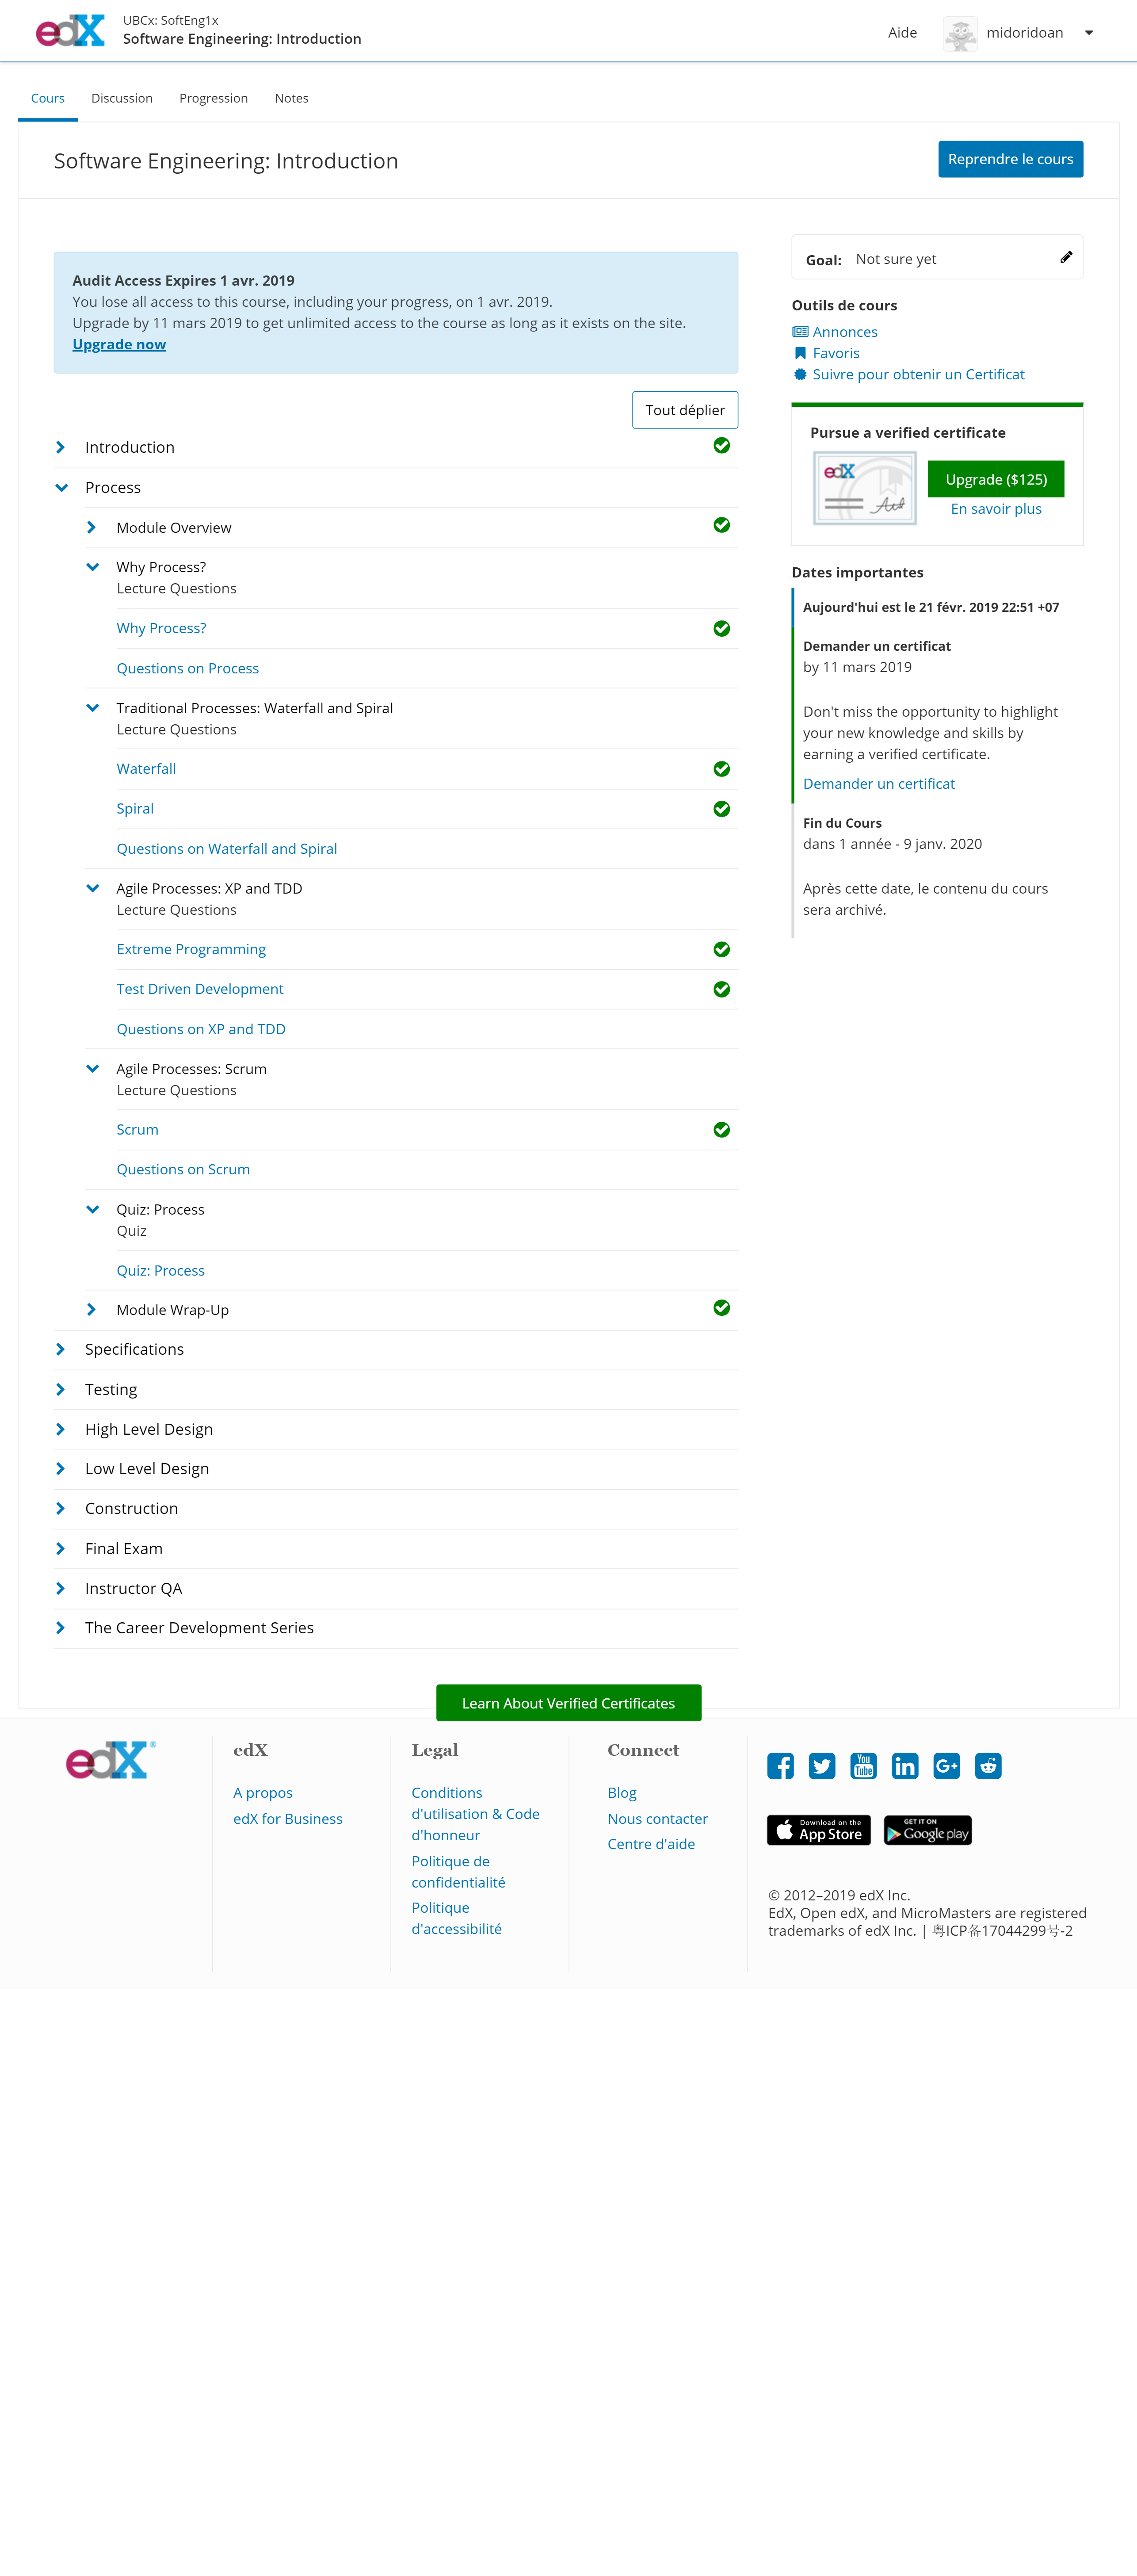 edX
UBCx: SoftEng1x
Software Engineering: Introduction
Aide
midoridoan
Cours
Discussion
Progression
Notes
Software Engineering: Introduction
Reprendre le cours
Audit Access Expires 1 avr. 2019
You lose all access to this course, including your progress, on 1 avr. 2019.
Upgrade by 11 mars 2019 to get unlimited access to the course as long as it exists on the site.
Upgrade now
Tout déplier
Introduction
Process
Module Overview
Why Process?
Lecture Questions
Why Process?
Questions on Process
Traditional Processes: Waterfall and Spiral
Lecture Questions
Waterfall
Spiral
Questions on Waterfall and Spiral
Agile Processes: XP and TDD
Lecture Questions
Extreme Programming
Test Driven Development
Questions on XP and TDD
Agile Processes: Scrum
Lecture Questions
Scrum
Questions on Scrum
Quiz: Process
Quiz
Quiz: Process
Module Wrap-Up
Specifications
Testing
High Level Design
Low Level Design
Construction
Final Exam
Instructor QA
The Career Development Series
Goal: Not sure yet
Outils de cours
Annonces
Favoris
Suivre pour obtenir un Certificat
Pursue a verified certificate
edX
Upgrade ($125)
En savoir plus
Dates importantes
Aujourd'hui est le 21 févr. 2019 22:51 +07
Demander un certificat
by 11 mars 2019
Don't miss the opportunity to highlight
your new knowledge and skills by
earning a verified certificate.
Demander un certificat
Fin du Cours
dans 1 année - 9 janv. 2020
Après cette date, le contenu du cours
sera archivé.
Learn About Verified Certificates
edX®
edX
A propos
edX for Business
Legal
Conditions
d'utilisation & Code
d'honneur
Politique de
confidentialité
Politique
d'accessibilité
Connect
Blog
Nous contacter
Centre d'aide
You
Tube
in
G+
Download on the
App Store
GET IT ON
Google play
© 2012–2019 edX Inc.
EdX, Open edX, and MicroMasters are registered
trademarks of edX Inc. | 粤ICP备17044299号-2